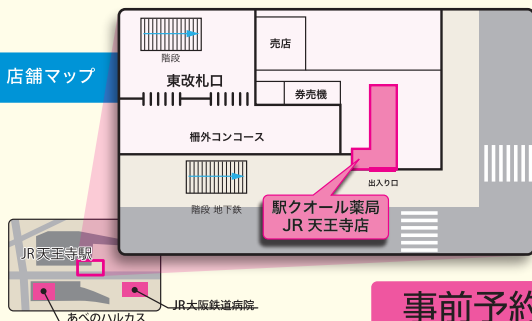 店舗マップ
階段
売店
東改札口
券売機
柵外コンコース
出入り口
階段 地下鉄
駅クオール薬局
JR 天王寺店
JR天王寺駅
JR大阪鉄道病院
あべのハルカス
事前予約